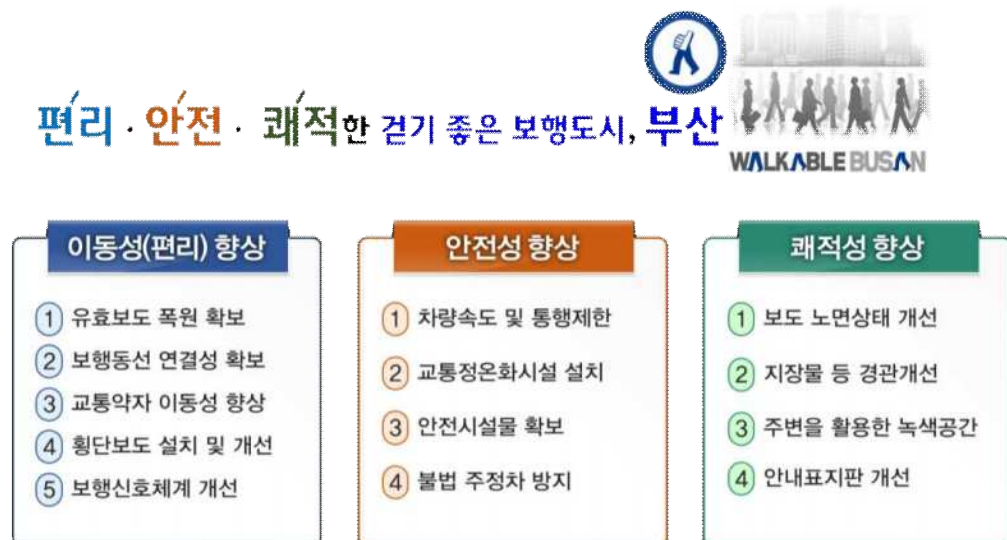 편리 · 안전 · 쾌적한 걷기 좋은 보행도시, 부산
WALKABLE BUSAN
이동성(편리) 향상
① 유효보도 폭원 확보
② 보행동선 연결성 확보
③ 교통약자 이동성 향상
④ 횡단보도 설치 및 개선
⑤ 보행신호체계 개선
안전성 향상
① 차량속도 및 통행제한
② 교통정온화시설 설치
③ 안전시설물 확보
④ 불법 주정차 방지
쾌적성 향상
① 보도 노면상태 개선
② 지장물 등 경관개선
③ 주변을 활용한 녹색공간
④ 안내표지판 개선